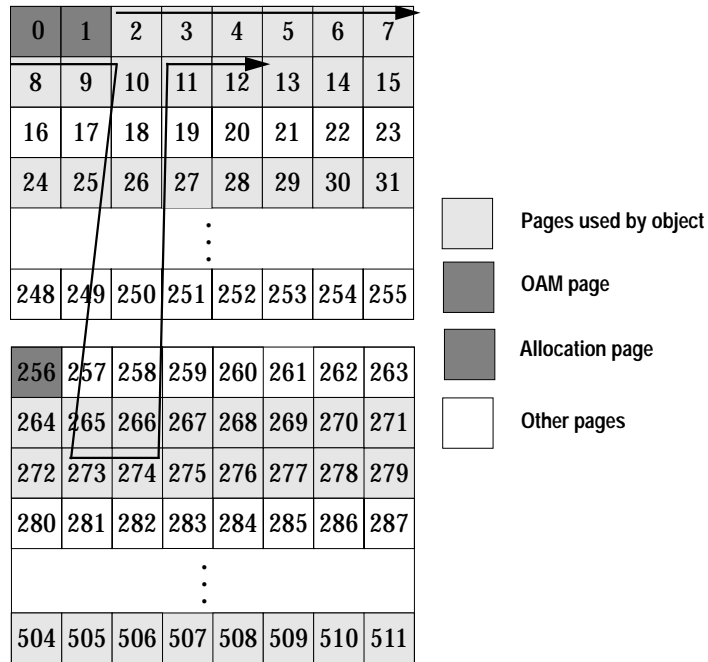 0 1 2 3 4 5 6 7
8 9 10 11 12 13 14 15
16 17 18 19 20 21 22 23
24 25 26 27 28 29 30 31
248 249 250 251 252 253 254 255
256 257 258 259 260 261 262 263
264 265 266 267 268 269 270 271
272 273 274 275 276 277 278 279
280 281 282 283 284 285 286 287
504 505 506 507 508 509 510 511
Pages used by object
OAM page
Allocation page
Other pages